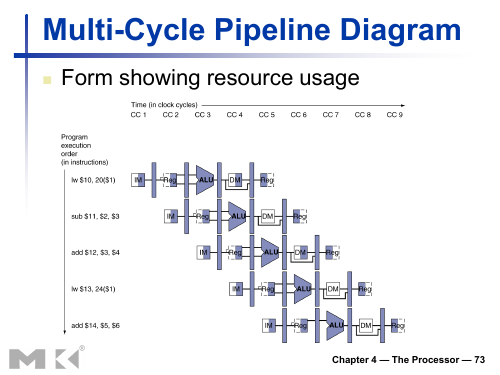 Multi-Cycle Pipeline Diagram
Form showing resource usage
Time (in clock cycles)
CC 1 CC 2 CC 3 CC 4 CC 5 CC 6 CC 7 CC 8 CC 9
Program
execution
order
(in instructions)
lw $10, 20($1) IM Reg ALU DM Reg
sub $11, $2, $3 IM Reg ALU DM Reg
add $12, $3, $4 IM Reg ALU DM Reg
lw $13, 24($1) IM Reg ALU DM Reg
add $14, $5, $6 IM Reg ALU DM Reg
MK®
Chapter 4 — The Processor — 73